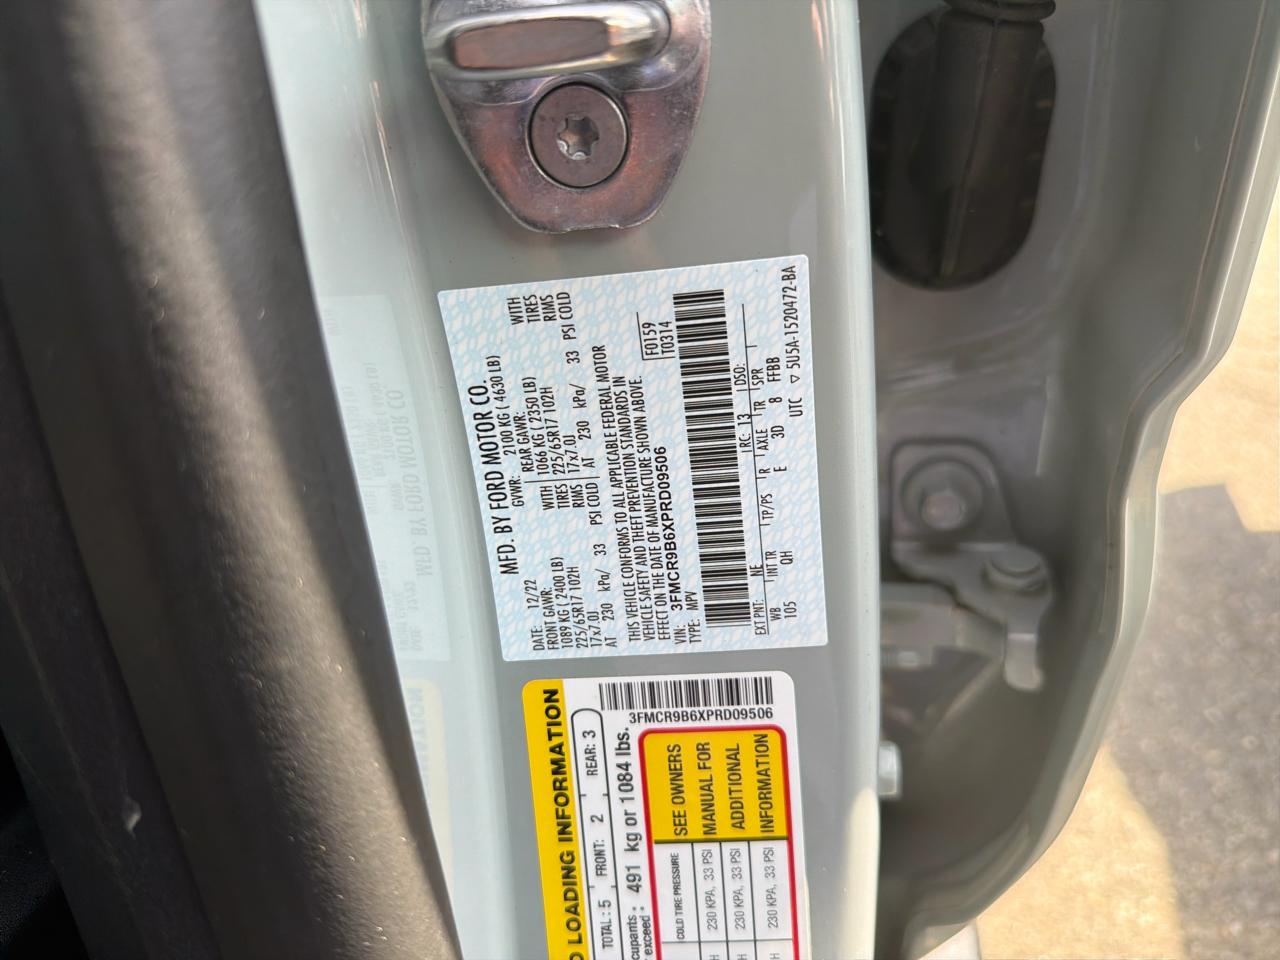 MFD. BY FORD MOTOR CO.
DATE: 12/22
GVWR: 2100 KG ( 4630 LB)
FRONT GAWR:
1089 KG ( 2400 LB)
WITH
225/65R17 102H
TIRES
17x7.0J
RIMS
AT 230 kPa/ 33 PSI COLD
REAR GAWR:
1066 KG ( 2350 LB)
WITH
225/65R17 102H
TIRES
17x7.0J
RIMS
AT 230 kPa/ 33 PSI COLD
THIS VEHICLE CONFORMS TO ALL APPLICABLE FEDERAL MOTOR
VEHICLE SAFETY AND THEFT PREVENTION STANDARDS IN
EFFECT ON THE DATE OF MANUFACTURE SHOWN ABOVE.
F0159
T0314
VIN: 3FMCR9B6XPRD09506
TYPE: MPV
EXT PNT: NE RC: 13 DSO:
WB INT TR TP/PS R AXLE TR SPR
105 QH E 3D 8 FFBB
UTC ▽ 5U5A-1520472-BA
LOADING INFORMATION
TOTAL: 5 FRONT: 2 REAR: 3
491 kg or 1084 lbs.
3FMCR9B6XPRD09506
COLD TIRE PRESSURE
230 KPA, 33 PSI
230 KPA, 33 PSI
230 KPA, 33 PSI
SEE OWNERS
MANUAL FOR
ADDITIONAL
INFORMATION